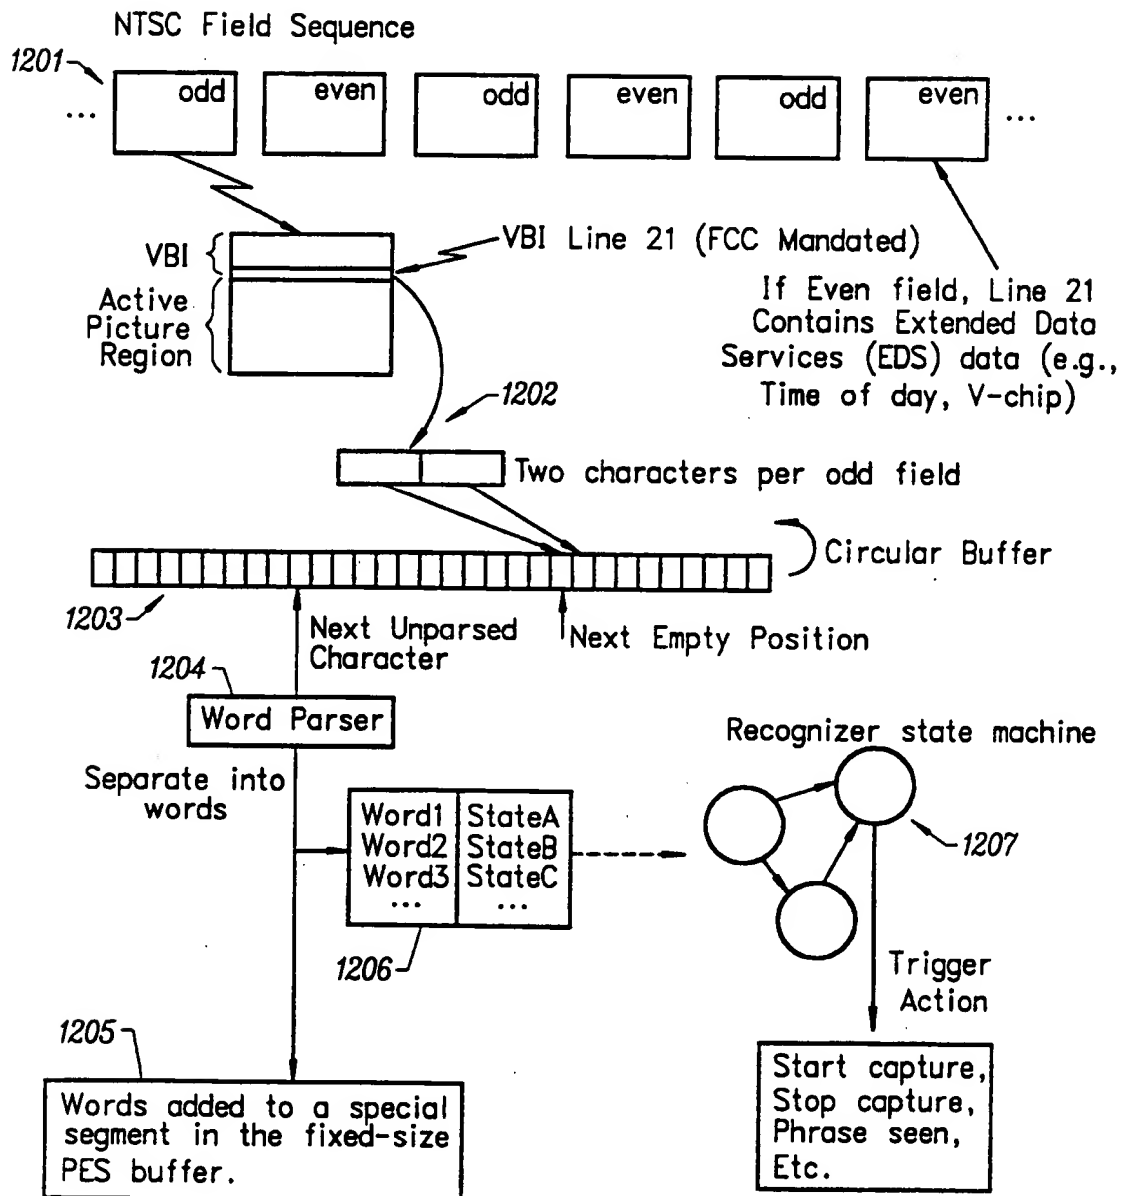 NTSC Field Sequence
1201
... odd even odd even odd even ...
VBI
VBI Line 21 (FCC Mandated)
Active
Picture
Region
If Even field, Line 21
Contains Extended Data
Services (EDS) data (e.g.,
Time of day, V-chip)
1202
Two characters per odd field
Circular Buffer
1203
Next Unparsed
Character
Next Empty Position
1204
Word Parser
Separate into
words
Word1 StateA
Word2 StateB
Word3 StateC
... ...
1206
Recognizer state machine
1207
Trigger
Action
1205
Words added to a special
segment in the fixed-size
PES buffer.
Start capture,
Stop capture,
Phrase seen,
Etc.